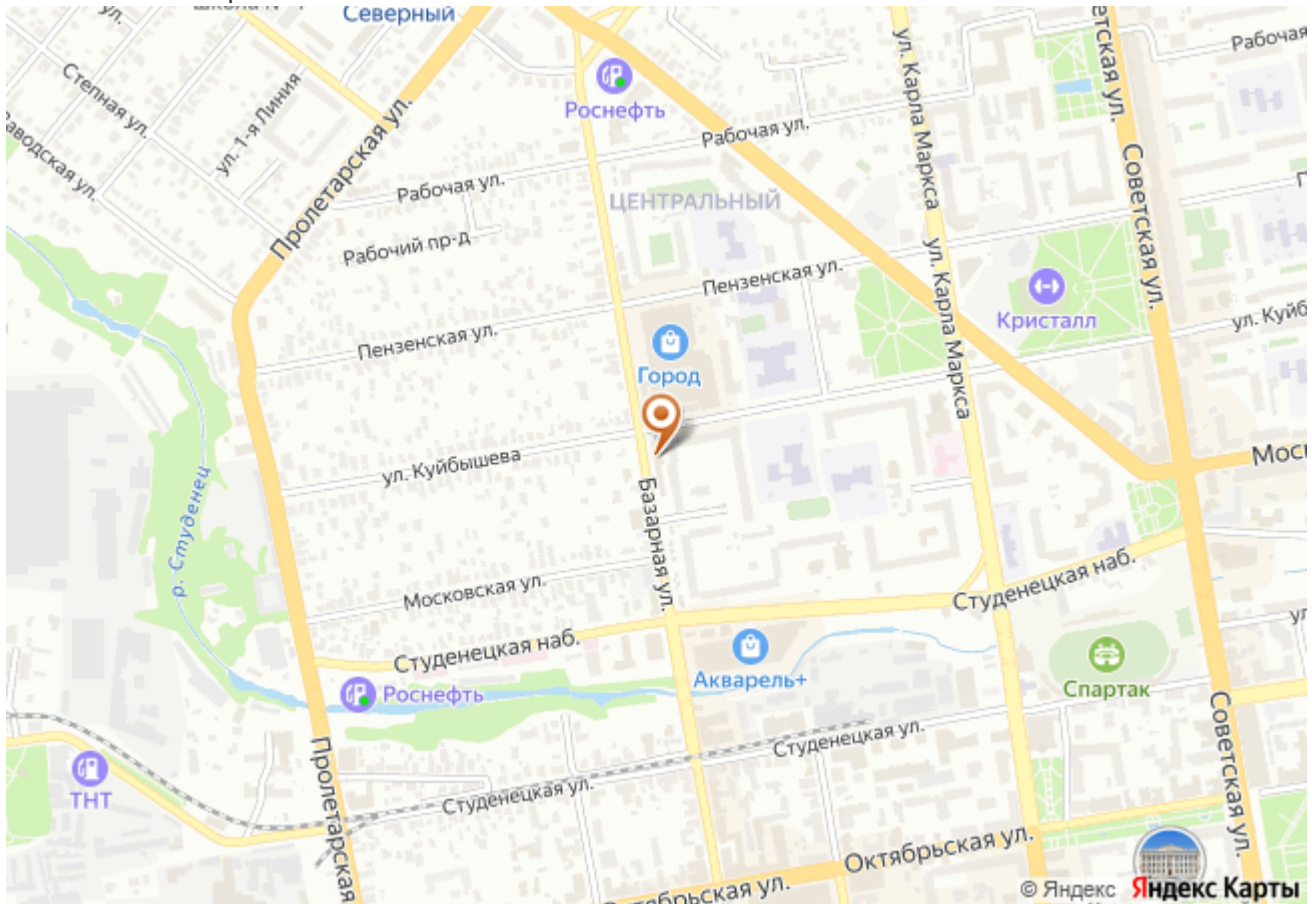 Северный
ул.
етская ул.
Рабочая
ул. Карла Маркса
Степная ул.
ул. 1-я Линия
Роснефть
Рабочая ул.
Советская ул.
Пролетарская ул.
Рабочая ул.
ЦЕНТРАЛЬНЫЙ
Рабочий пр-д
ул. Карла Маркса
Пензенская ул.
Кристалл
ул. Куйб
Пензенская ул.
Город
ул. Куйбышева
Моск
р. Студенец
Базарная ул.
Московская ул.
Студенецкая наб.
Студенецкая наб.
Акварель+
Спартак
Роснефть
Студенецкая ул.
Советская ул.
ТНТ
Студенецкая ул.
Пролетарская
Октябрьская ул.
© Яндекс Яндекс Карты